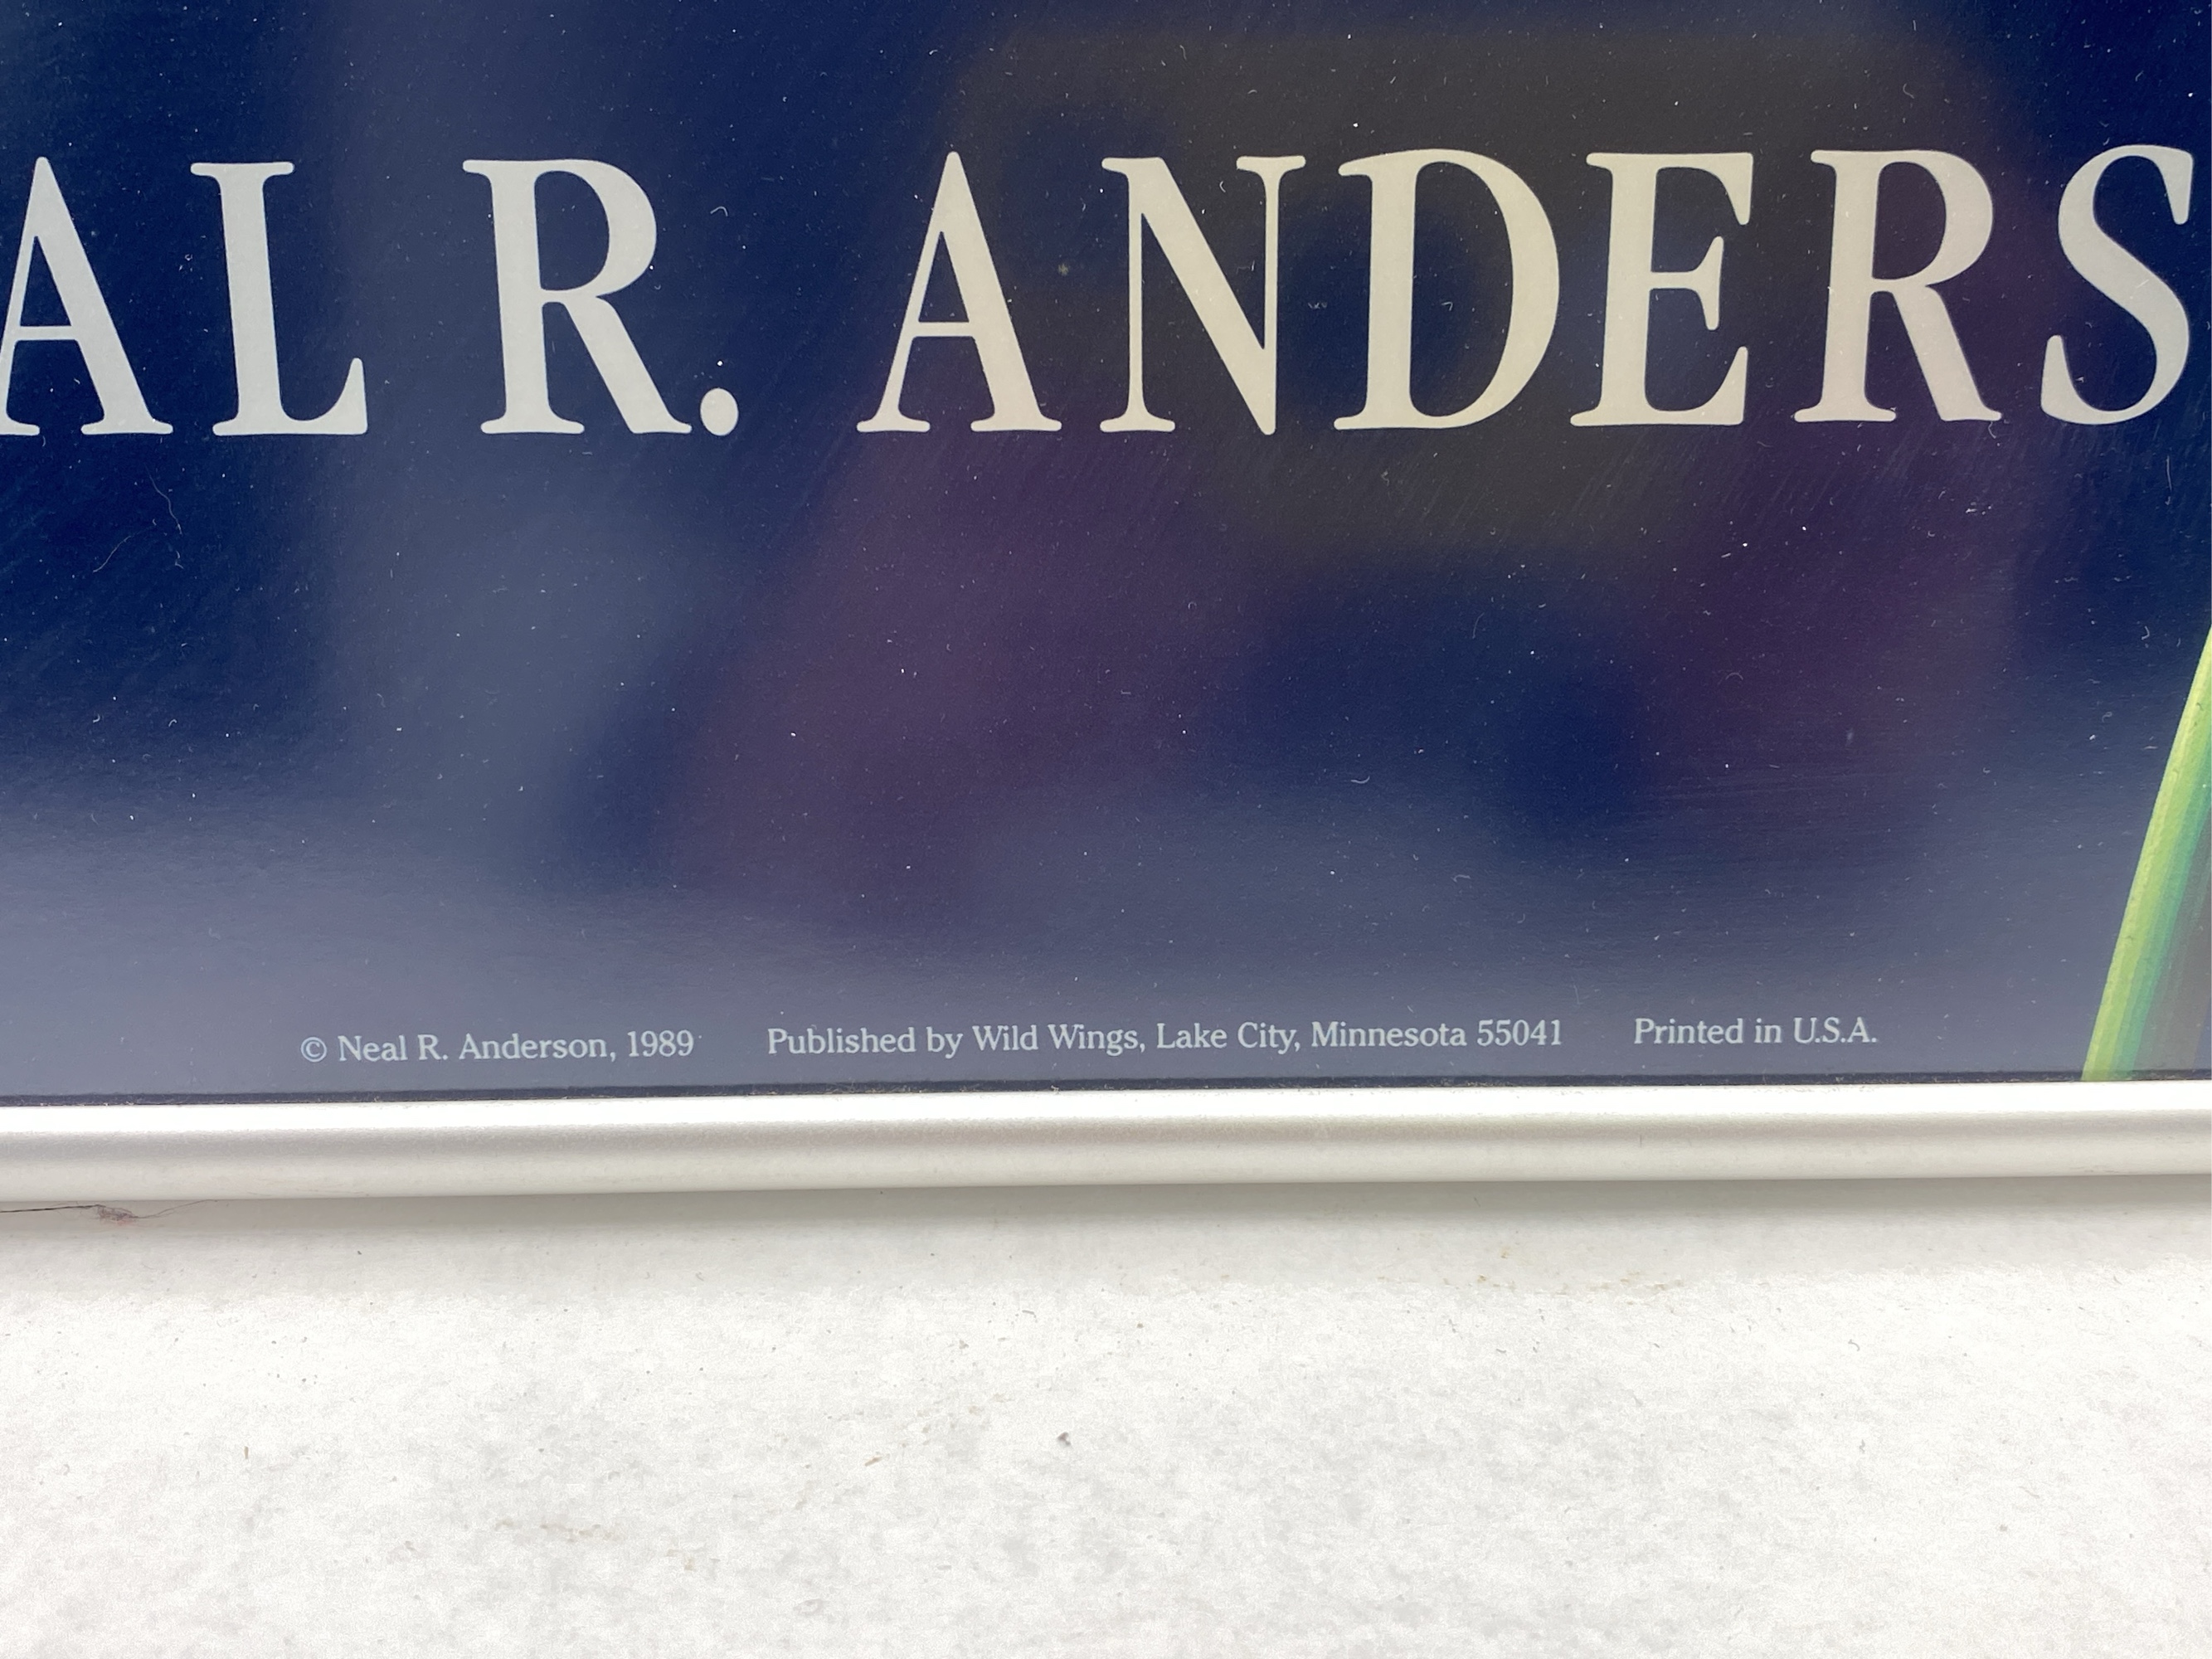 AL R. ANDERS
© Neal R. Anderson, 1989 Published by Wild Wings, Lake City, Minnesota 55041 Printed in U.S.A.